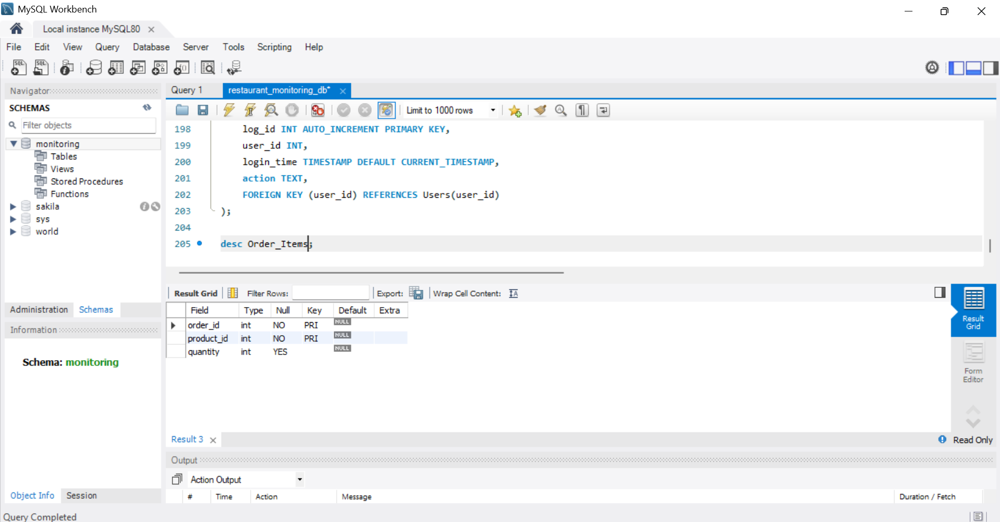 MySQL Workbench
Local instance MySQL80
File Edit View Query Database Server Tools Scripting Help
SQL SQL
Navigator
SCHEMAS
Filter objects
monitoring
Tables
Views
Stored Procedures
Functions
sakila
sys
world
Administration Schemas
Information
Schema: monitoring
Object Info Session
Query 1 restaurant_monitoring_db*
Limit to 1000 rows
198 log_id INT AUTO_INCREMENT PRIMARY KEY,
199 user_id INT,
200 login_time TIMESTAMP DEFAULT CURRENT_TIMESTAMP,
201 action TEXT,
202 FOREIGN KEY (user_id) REFERENCES Users(user_id)
203 );
204
205 desc Order_Items;
Result Grid Filter Rows: Export: Wrap Cell Content:
Field Type Null Key Default Extra
order_id int NO PRI NULL
product_id int NO PRI NULL
quantity int YES NULL
Result
Grid
Form
Editor
Result 3
Read Only
Output
Action Output
# Time Action Message Duration / Fetch
Query Completed